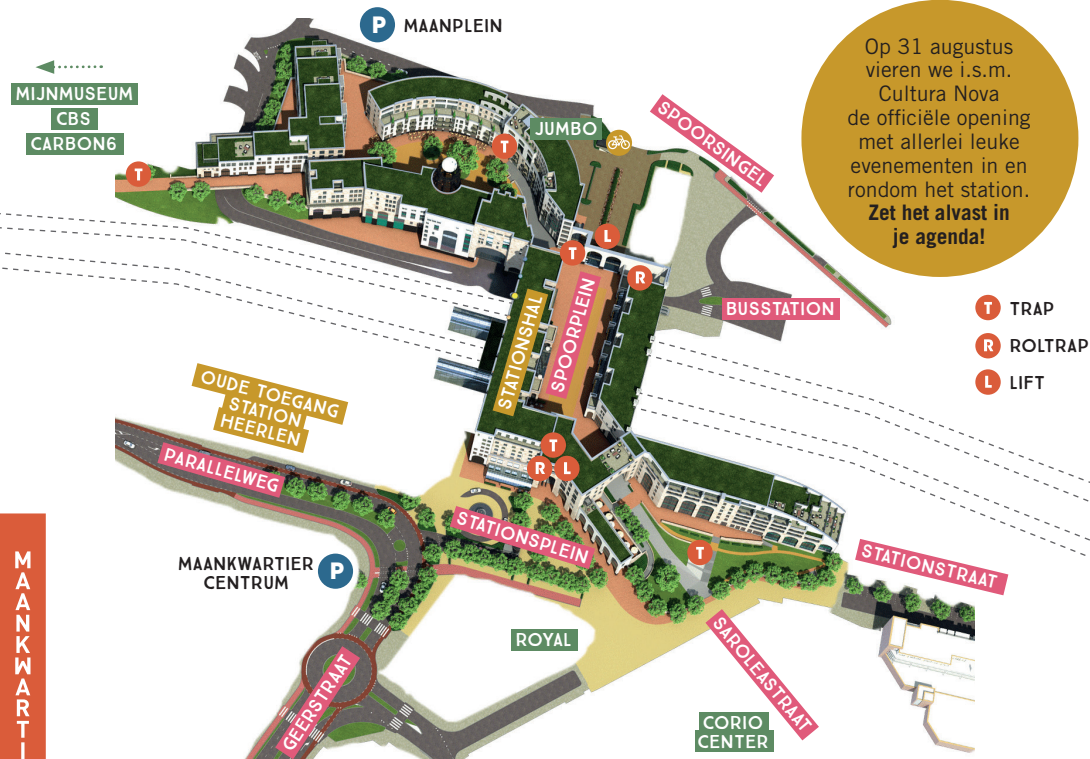 P MAANPLEIN
MIJNMUSEUM
CBS
CARBON6
T
JUMBO
T
SPOORSINGEL
Op 31 augustus
vieren we i.s.m.
Cultura Nova
de officiële opening
met allerlei leuke
evenementen in en
rondom het station.
Zet het alvast in
je agenda!
L
T
R
STATIONSHAL
SPOORPLEIN
BUSSTATION
T TRAP
R ROLTRAP
L LIFT
OUDE TOEGANG
STATION
HEERLEN
PARALLELWEG
T
R L
STATIONSPLEIN
T
STATIONSTRAAT
MAANKWARTIER
CENTRUM
P
ROYAL
SAROLEASTRAAT
GEERSTRAAT
CORIO
CENTER
MAANKWARTI